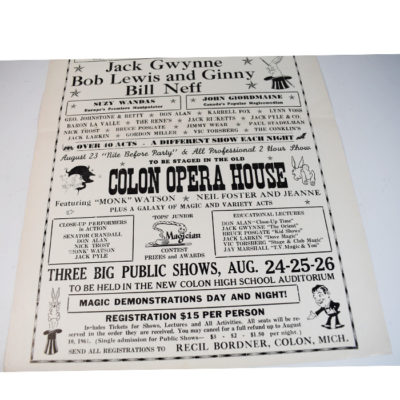 Jack Gwynne
Bob Lewis and Ginny
Bill Neff
SUZY WANDAS
Europe's Premiere Manipulator
JOHN GIORDMAINE
Canada's Popular Magicomedian
GEO. JOHNSTONE & BETTY • DON ALAN • KARRELL FOX • LYNN VOSS
BARON LA VALLE • THE RENE'S • JACK RICKETTS • JACK PYLE & CO.
NICK TROST • BRUCE POSGATE • JIMMY WEAR • PAUL STADELMAN
JACK LARKIN • GORDON MILLER • VIC TORSBERG • THE CONKLIN'S
OVER 40 ACTS - A DIFFERENT SHOW EACH NIGHT
August 23 "Nite Before Party" & All Professional 2 Hour Show
TO BE STAGED IN THE OLD
COLON OPERA HOUSE
Featuring "MONK" WATSON • NEIL FOSTER AND JEANNE
PLUS A GALAXY OF MAGIC AND VARIETY ACTS
CLOSE-UP PERFORMERS
in ACTION
SENATOR CRANDALL
DON ALAN
NICK TROST
'MONK' WATSON
JACK PYLE
'TOPS' JUNIOR
Magician
CONTEST
PRIZES and AWARDS
EDUCATIONAL LECTURES
DON ALAN—"Close-Up Time"
JACK GWYNNE "The Orient"
BRUCE POSGATE "Kid Shows"
JACK LARKIN "Dove Magic"
VIC TORSBERG "Stage & Club Magic"
JAY MARSHALL "T.V. Magic & You"
THREE BIG PUBLIC SHOWS, AUG. 24-25-26
TO BE HELD IN THE NEW COLON HIGH SCHOOL AUDITORIUM
MAGIC DEMONSTRATIONS DAY AND NIGHT!
REGISTRATION $15 PER PERSON
Includes Tickets for Shows, Lectures and All Activities. All seats will be re-
served in the order they are received. You may cancel for a full refund up to August
10, 1961. (Single admission for Public Shows— $3 - $2 - $1.50 per night.)
SEND ALL REGISTRATIONS TO RECIL BORDNER, COLON, MICH.